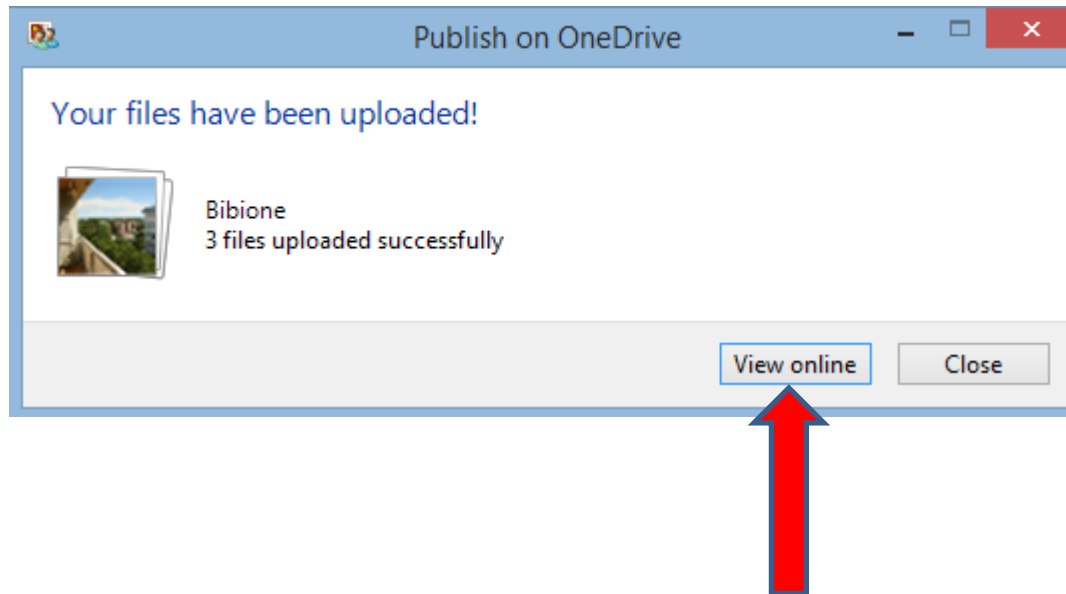 Publish on OneDrive
Your files have been uploaded!
Bibione
3 files uploaded successfully
View online
Close